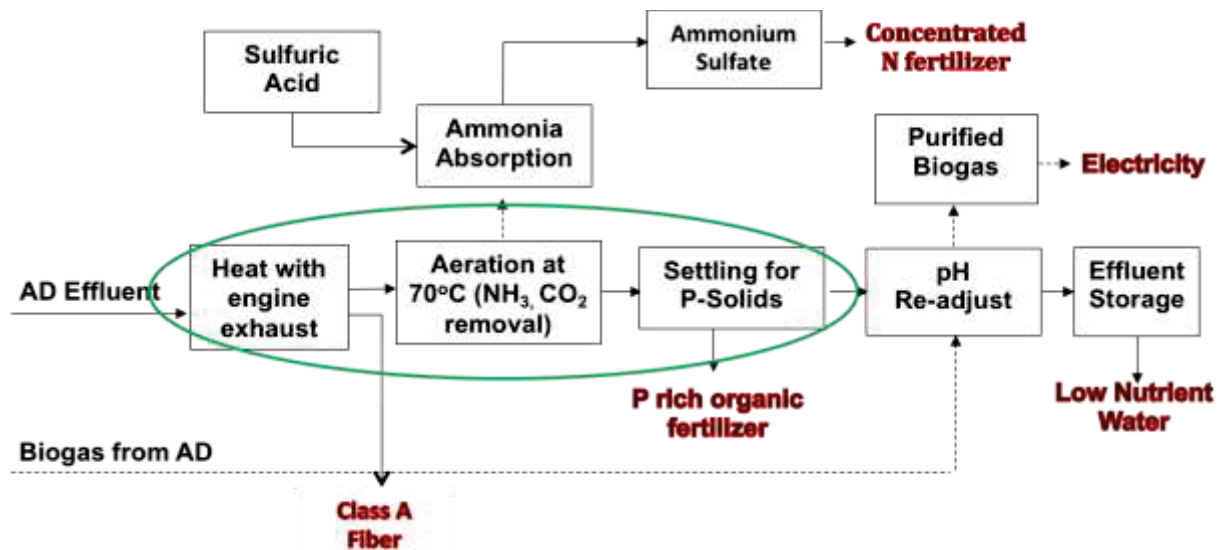 Sulfuric
Acid
Ammonium
Sulfate
Concentrated
N fertilizer
Ammonia
Absorption
Purified
Biogas
Electricity
AD Effluent
Heat with
engine
exhaust
Aeration at
70°C (NH₃, CO₂
removal)
Settling for
P-Solids
pH
Re-adjust
Effluent
Storage
P rich organic
fertilizer
Low Nutrient
Water
Biogas from AD
Class A
Fiber